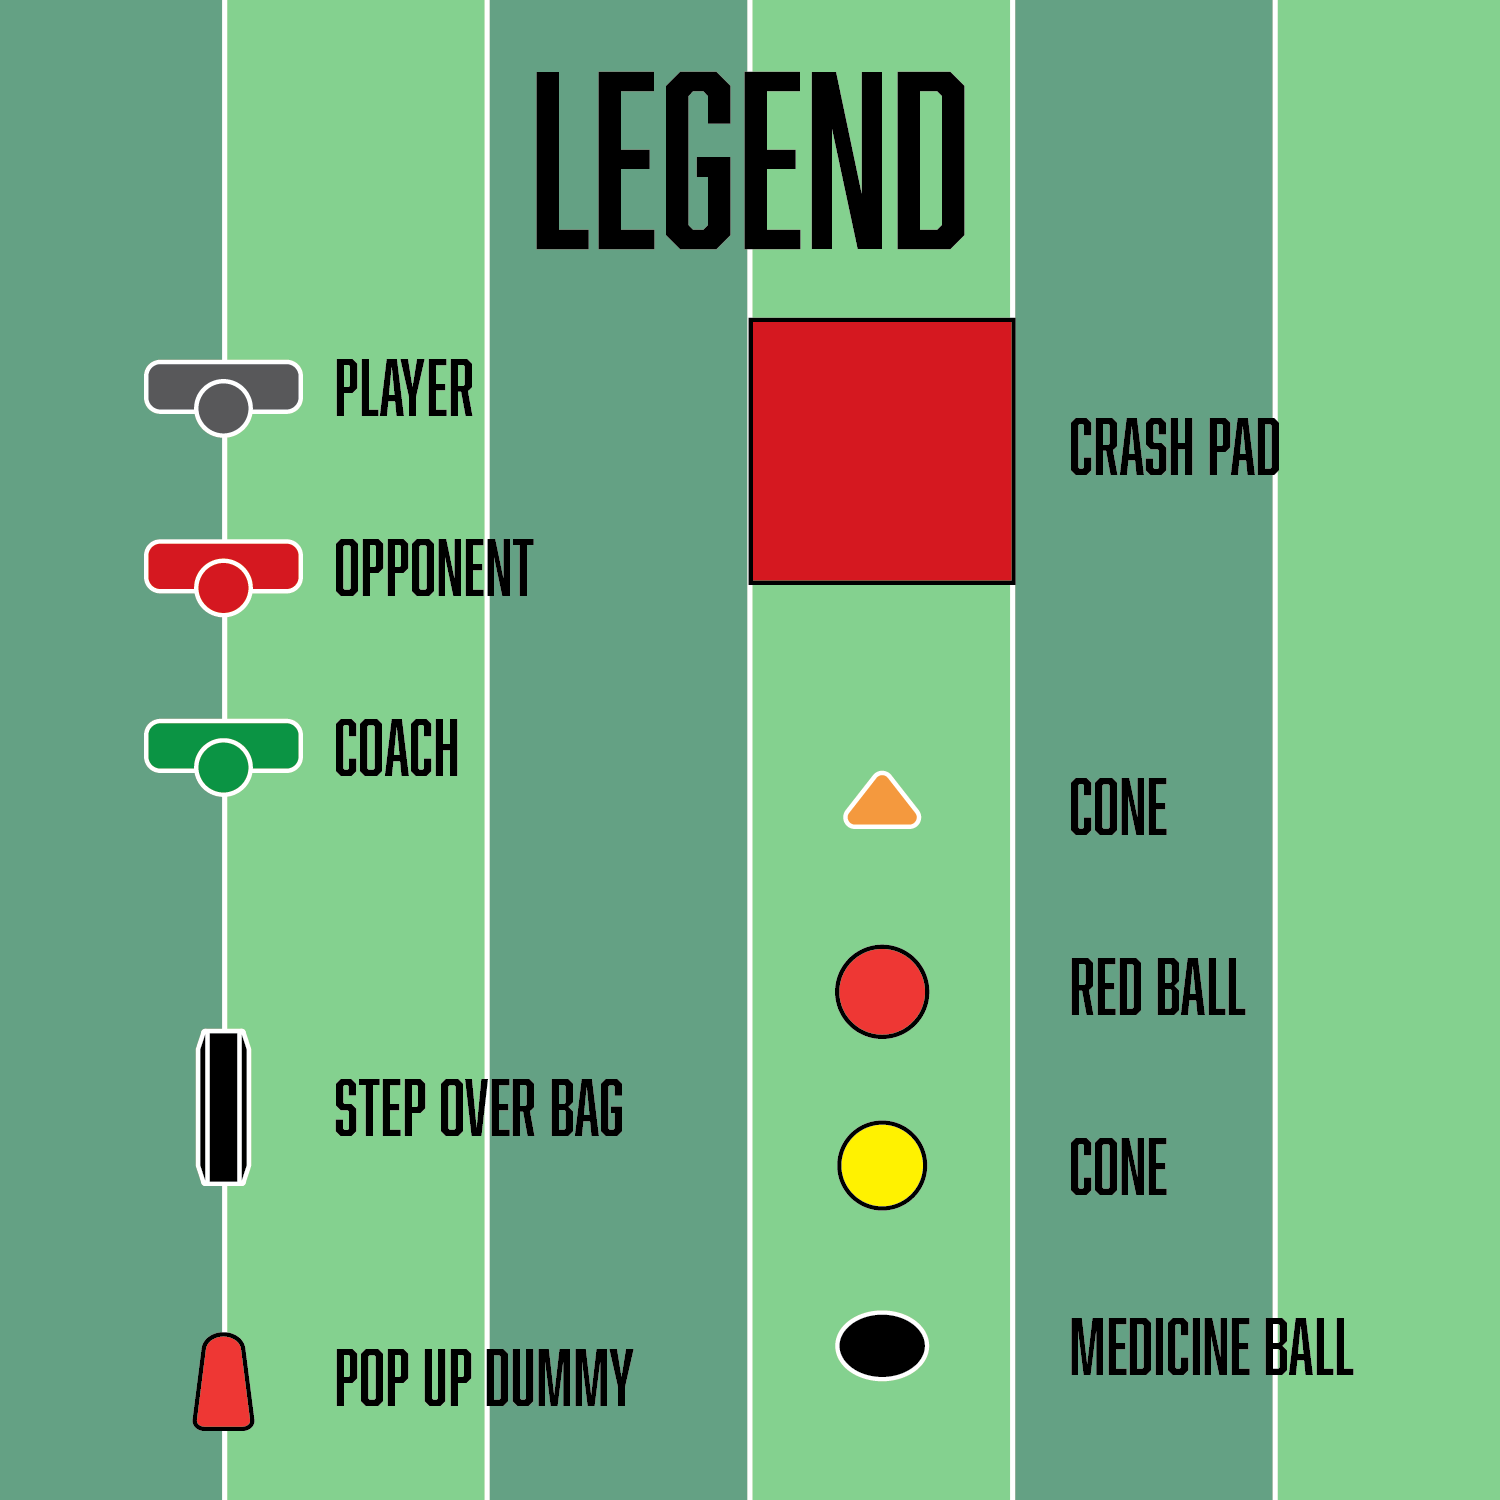 LEGEND
PLAYER
OPPONENT
COACH
STEP OVER BAG
POP UP DUMMY
CRASH PAD
CONE
RED BALL
CONE
MEDICINE BALL